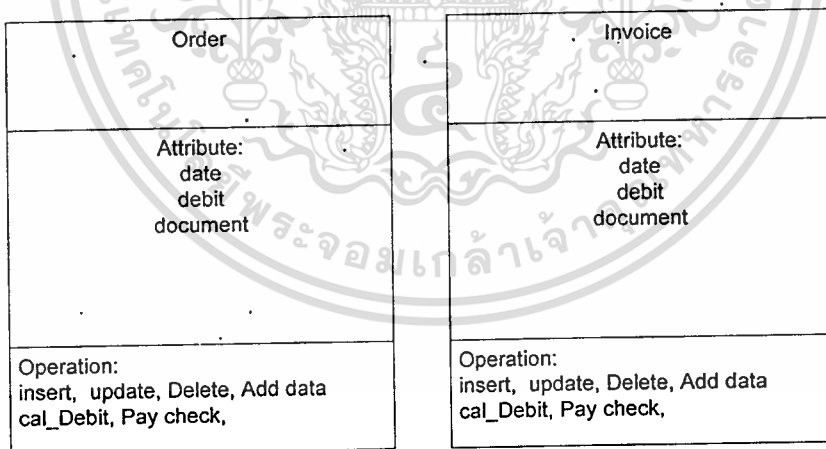 Order
Attribute:
date
debit
document
Operation:
insert, update, Delete, Add data
cal_Debit, Pay check,
Invoice
Attribute:
date
debit
document
Operation:
insert, update, Delete, Add data
cal_Debit, Pay check,